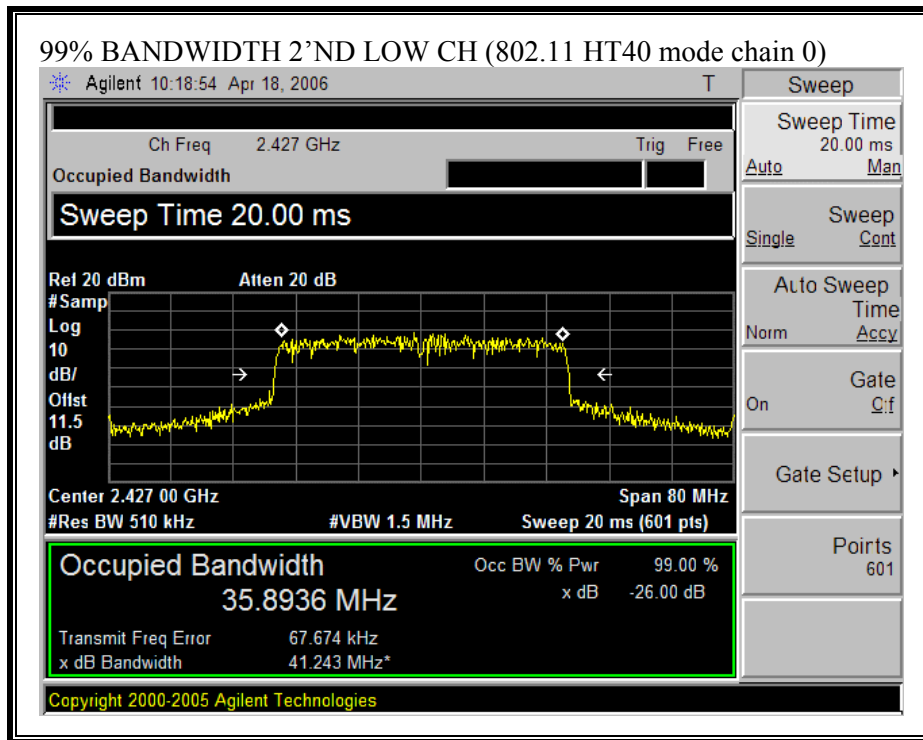 99% BANDWIDTH 2'ND LOW CH (802.11 HT40 mode chain 0)
Agilent 10:18:54 Apr 18, 2006 T
Ch Freq 2.427 GHz Trig Free
Occupied Bandwidth
Sweep Time 20.00 ms
Ref 20 dBm Atten 20 dB
#Samp
Log
10
dB/
Offst
11.5
dB
Center 2.427 00 GHz Span 80 MHz
#Res BW 510 kHz #VBW 1.5 MHz Sweep 20 ms (601 pts)
Occupied Bandwidth Occ BW % Pwr 99.00 %
35.8936 MHz x dB -26.00 dB
Transmit Freq Error 67.674 kHz
x dB Bandwidth 41.243 MHz*
Copyright 2000-2005 Agilent Technologies
Sweep
Sweep Time
20.00 ms
Auto Man
Sweep
Single Cont
Auto Sweep
Time
Norm Accy
Gate
On Off
Gate Setup
Points
601